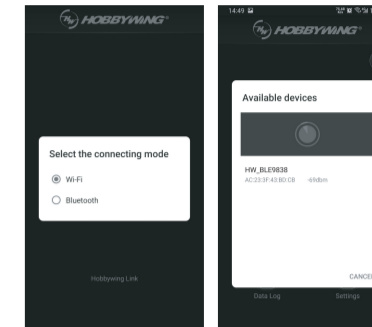 HOBBYWING®
Select the connecting mode
Wi-Fi
Bluetooth
Hobbywing Link
14:49
HOBBYWING®
Available devices
HW_BLE9838
AC:23:3F:43:BD:CB -69dbm
CANCEL
Data Log Settings